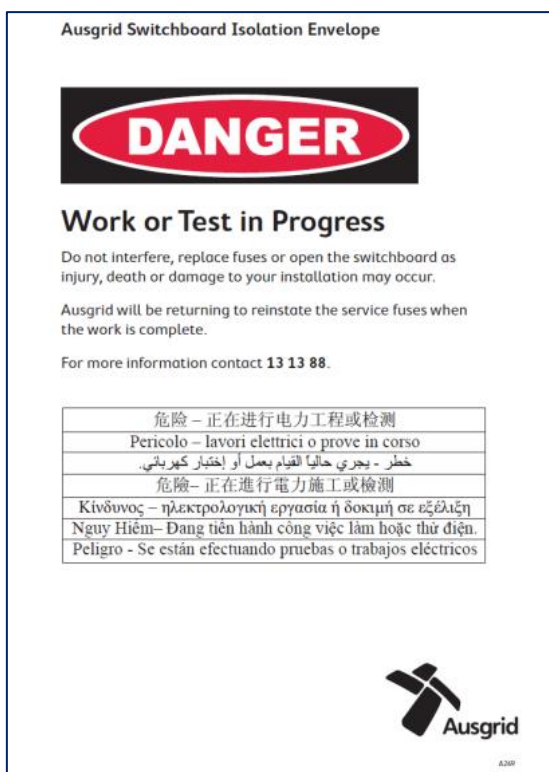 Ausgrid Switchboard Isolation Envelope
DANGER
Work or Test in Progress
Do not interfere, replace fuses or open the switchboard as
injury, death or damage to your installation may occur.
Ausgrid will be returning to reinstate the service fuses when
the work is complete.
For more information contact 13 13 88.
危險 – 正在进行电力工程或检测
Pericolo – lavori elettrici o prove in corso
خطر - يجري حالياً القيام بعمل أو إختبار كهربائي.
危險– 正在進行電力施工或檢測
Κίνδυνος – ηλεκτρολογική εργασία ή δοκιμή σε εξέλιξη
Nguy Hiểm– Đang tiến hành công việc làm hoặc thử điện.
Peligro - Se están efectuando pruebas o trabajos eléctricos
Ausgrid